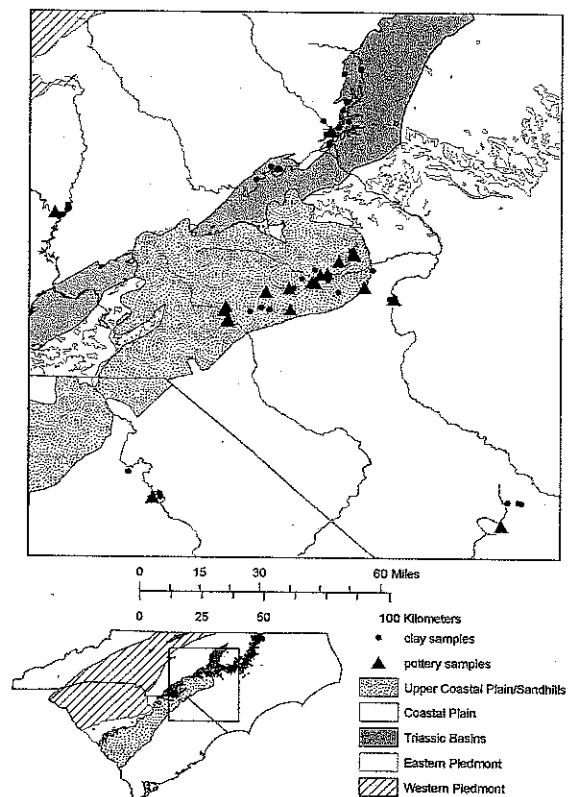 0 15 30 60 Miles
0 25 50 100 Kilometers
clay samples
pottery samples
Upper Coastal Plain/Sandhills
Coastal Plain
Triassic Basins
Eastern Piedmont
Western Piedmont